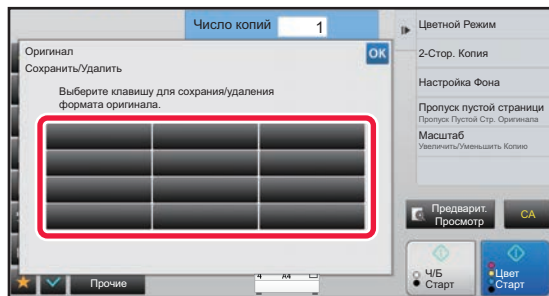 Число копий 1
Оригинал
OK
Сохранить/Удалить
Выберите клавишу для сохрания/удаления
формата оригинала.
Цветной Режим
2-Стор. Копия
Настройка Фона
Пропуск пустой страници
Пропуск Пустой Стр. Оригинала
Масштаб
Увеличить/Уменьшить Копию
Предварит.
Просмотр
CA
Ч/Б
Старт
Цвет
Старт
Прочие
A4